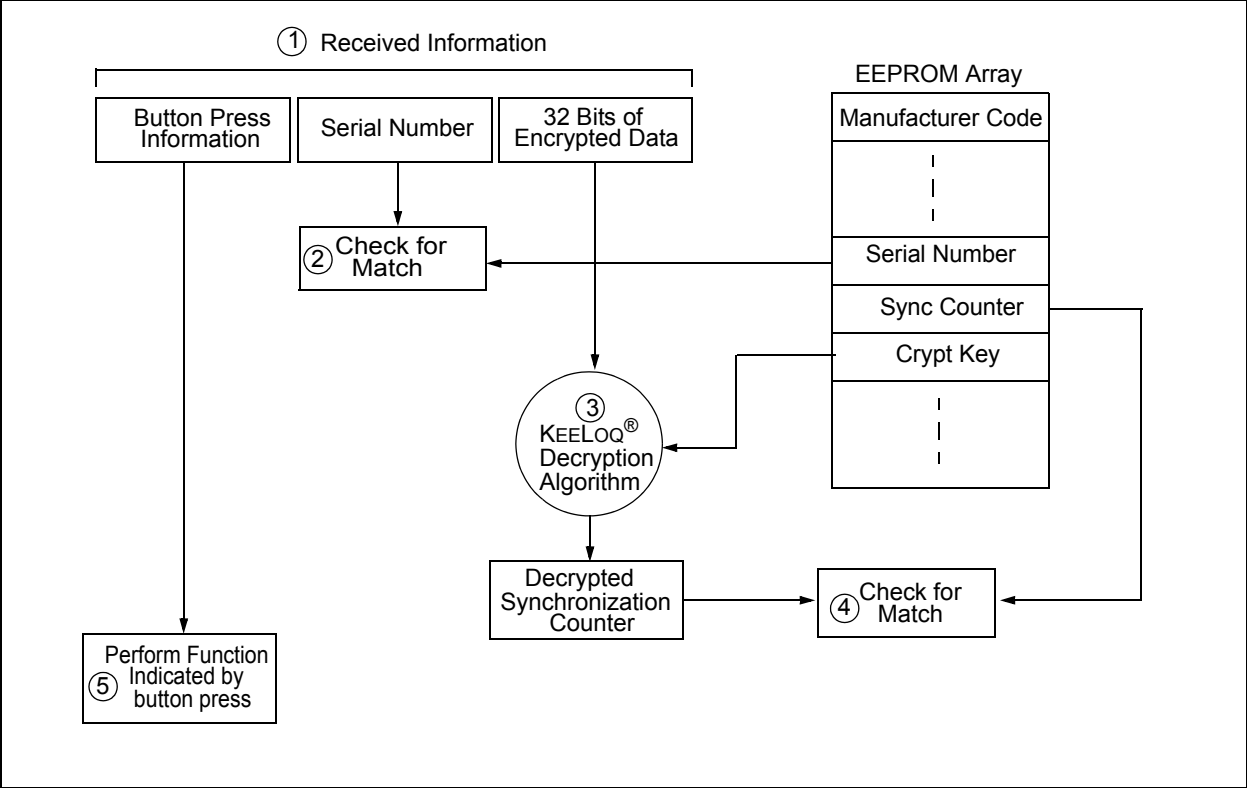 ① Received Information
Button Press
Information
Serial Number
32 Bits of
Encrypted Data
EEPROM Array
Manufacturer Code
Serial Number
Sync Counter
Crypt Key
② Check for
Match
③
KEELOQ®
Decryption
Algorithm
Decrypted
Synchronization
Counter
④ Check for
Match
Perform Function
⑤ Indicated by
button press